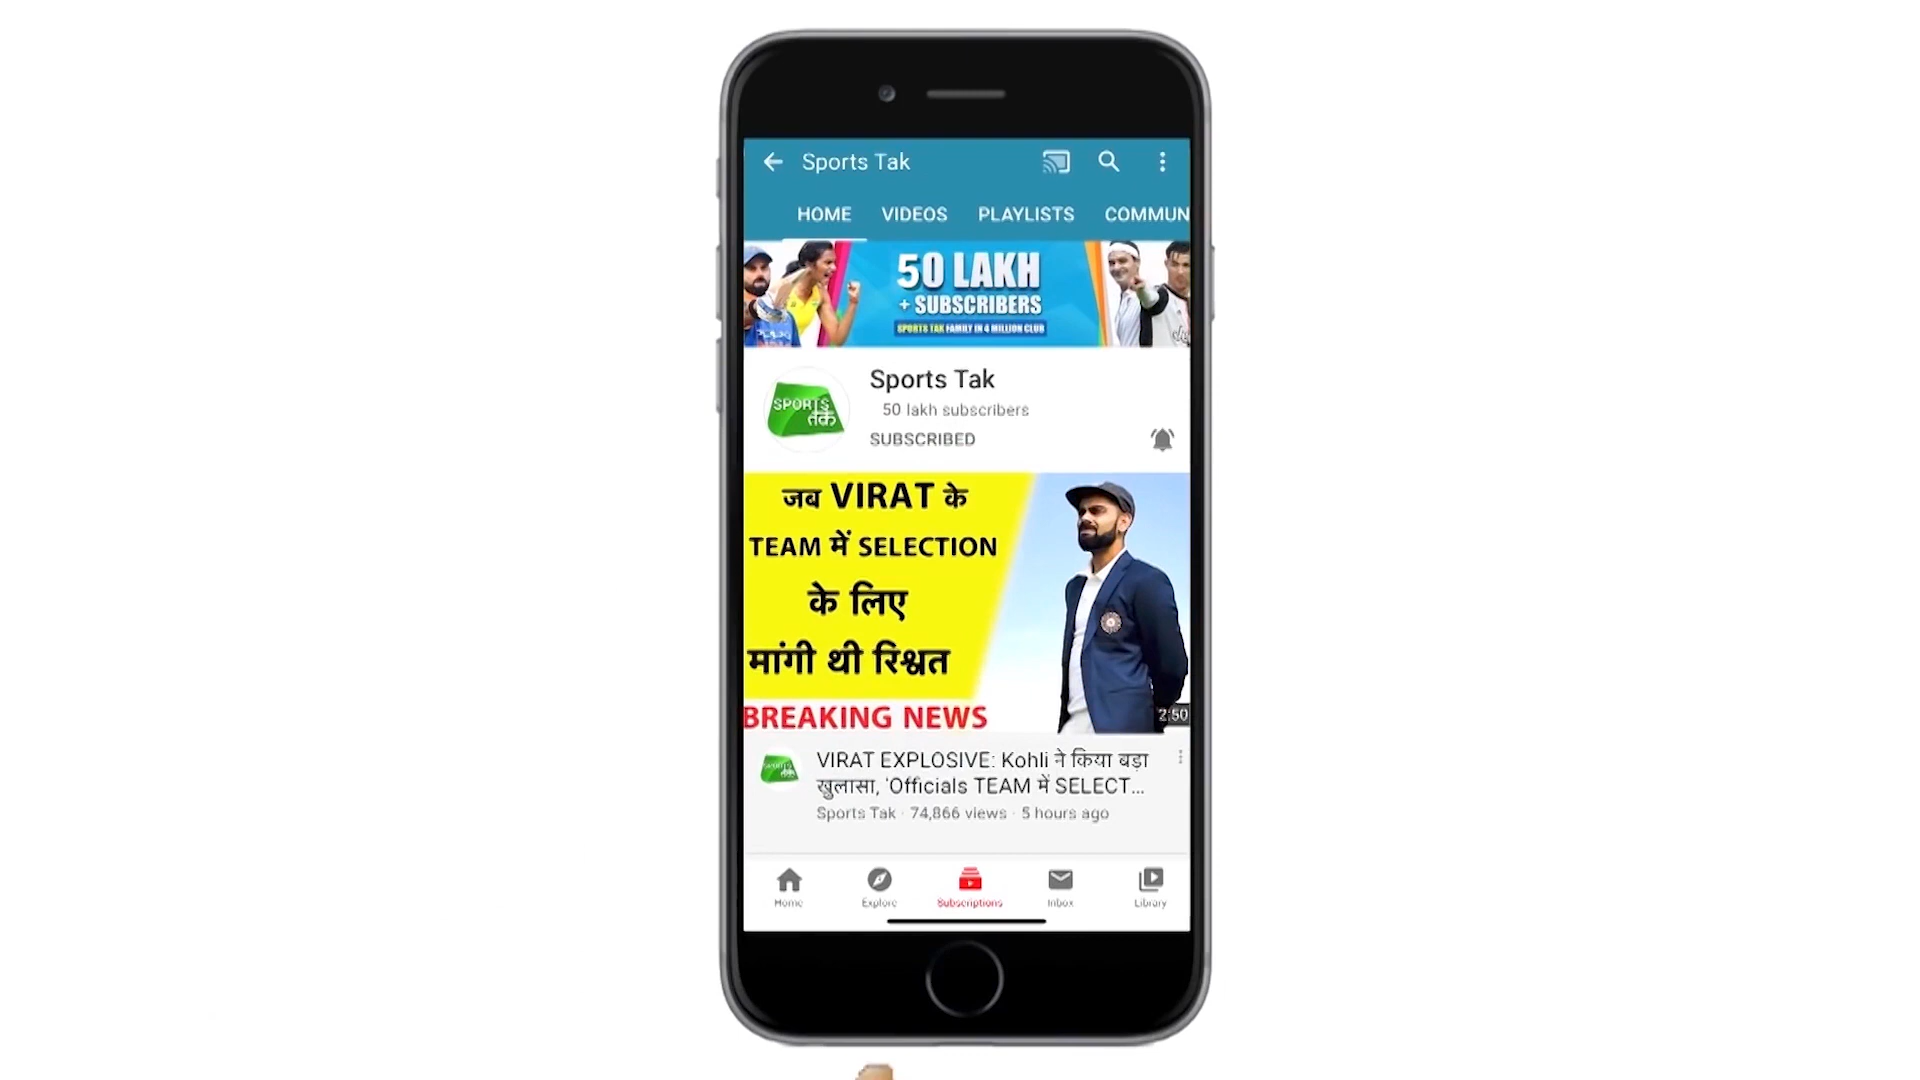 Sports Tak
HOME VIDEOS PLAYLISTS COMMUN
50 LAKH
+ SUBSCRIBERS
SPORTS TAK FAMILY IN 4 MILLION CLUB
Sports Tak
50 lakh subscribers
SUBSCRIBED
SPORTS
तक
जब VIRAT के
TEAM में SELECTION
के लिए
मांगी थी रिश्वत
BREAKING NEWS
2:50
VIRAT EXPLOSIVE: Kohli ने किया बड़ा
खुलासा, 'Officials TEAM में SELECT...
Sports Tak · 74,866 views · 5 hours ago
SPORTS
तक
Home Explore Subscriptions Inbox Library